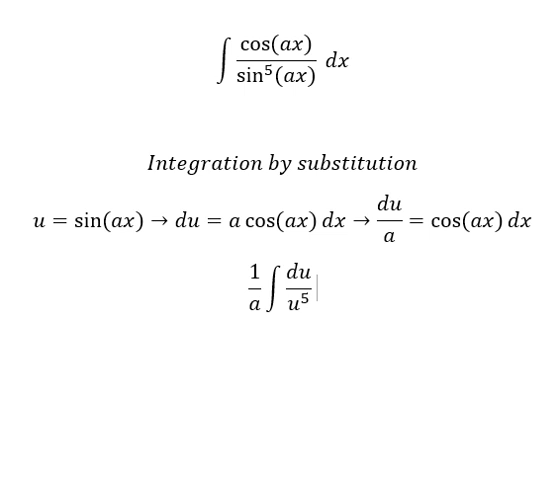 ∫ cos(ax)/sin⁵(ax) dx
Integration by substitution
u = sin(ax) → du = a cos(ax) dx → du/a = cos(ax) dx
1/a ∫ du/u⁵